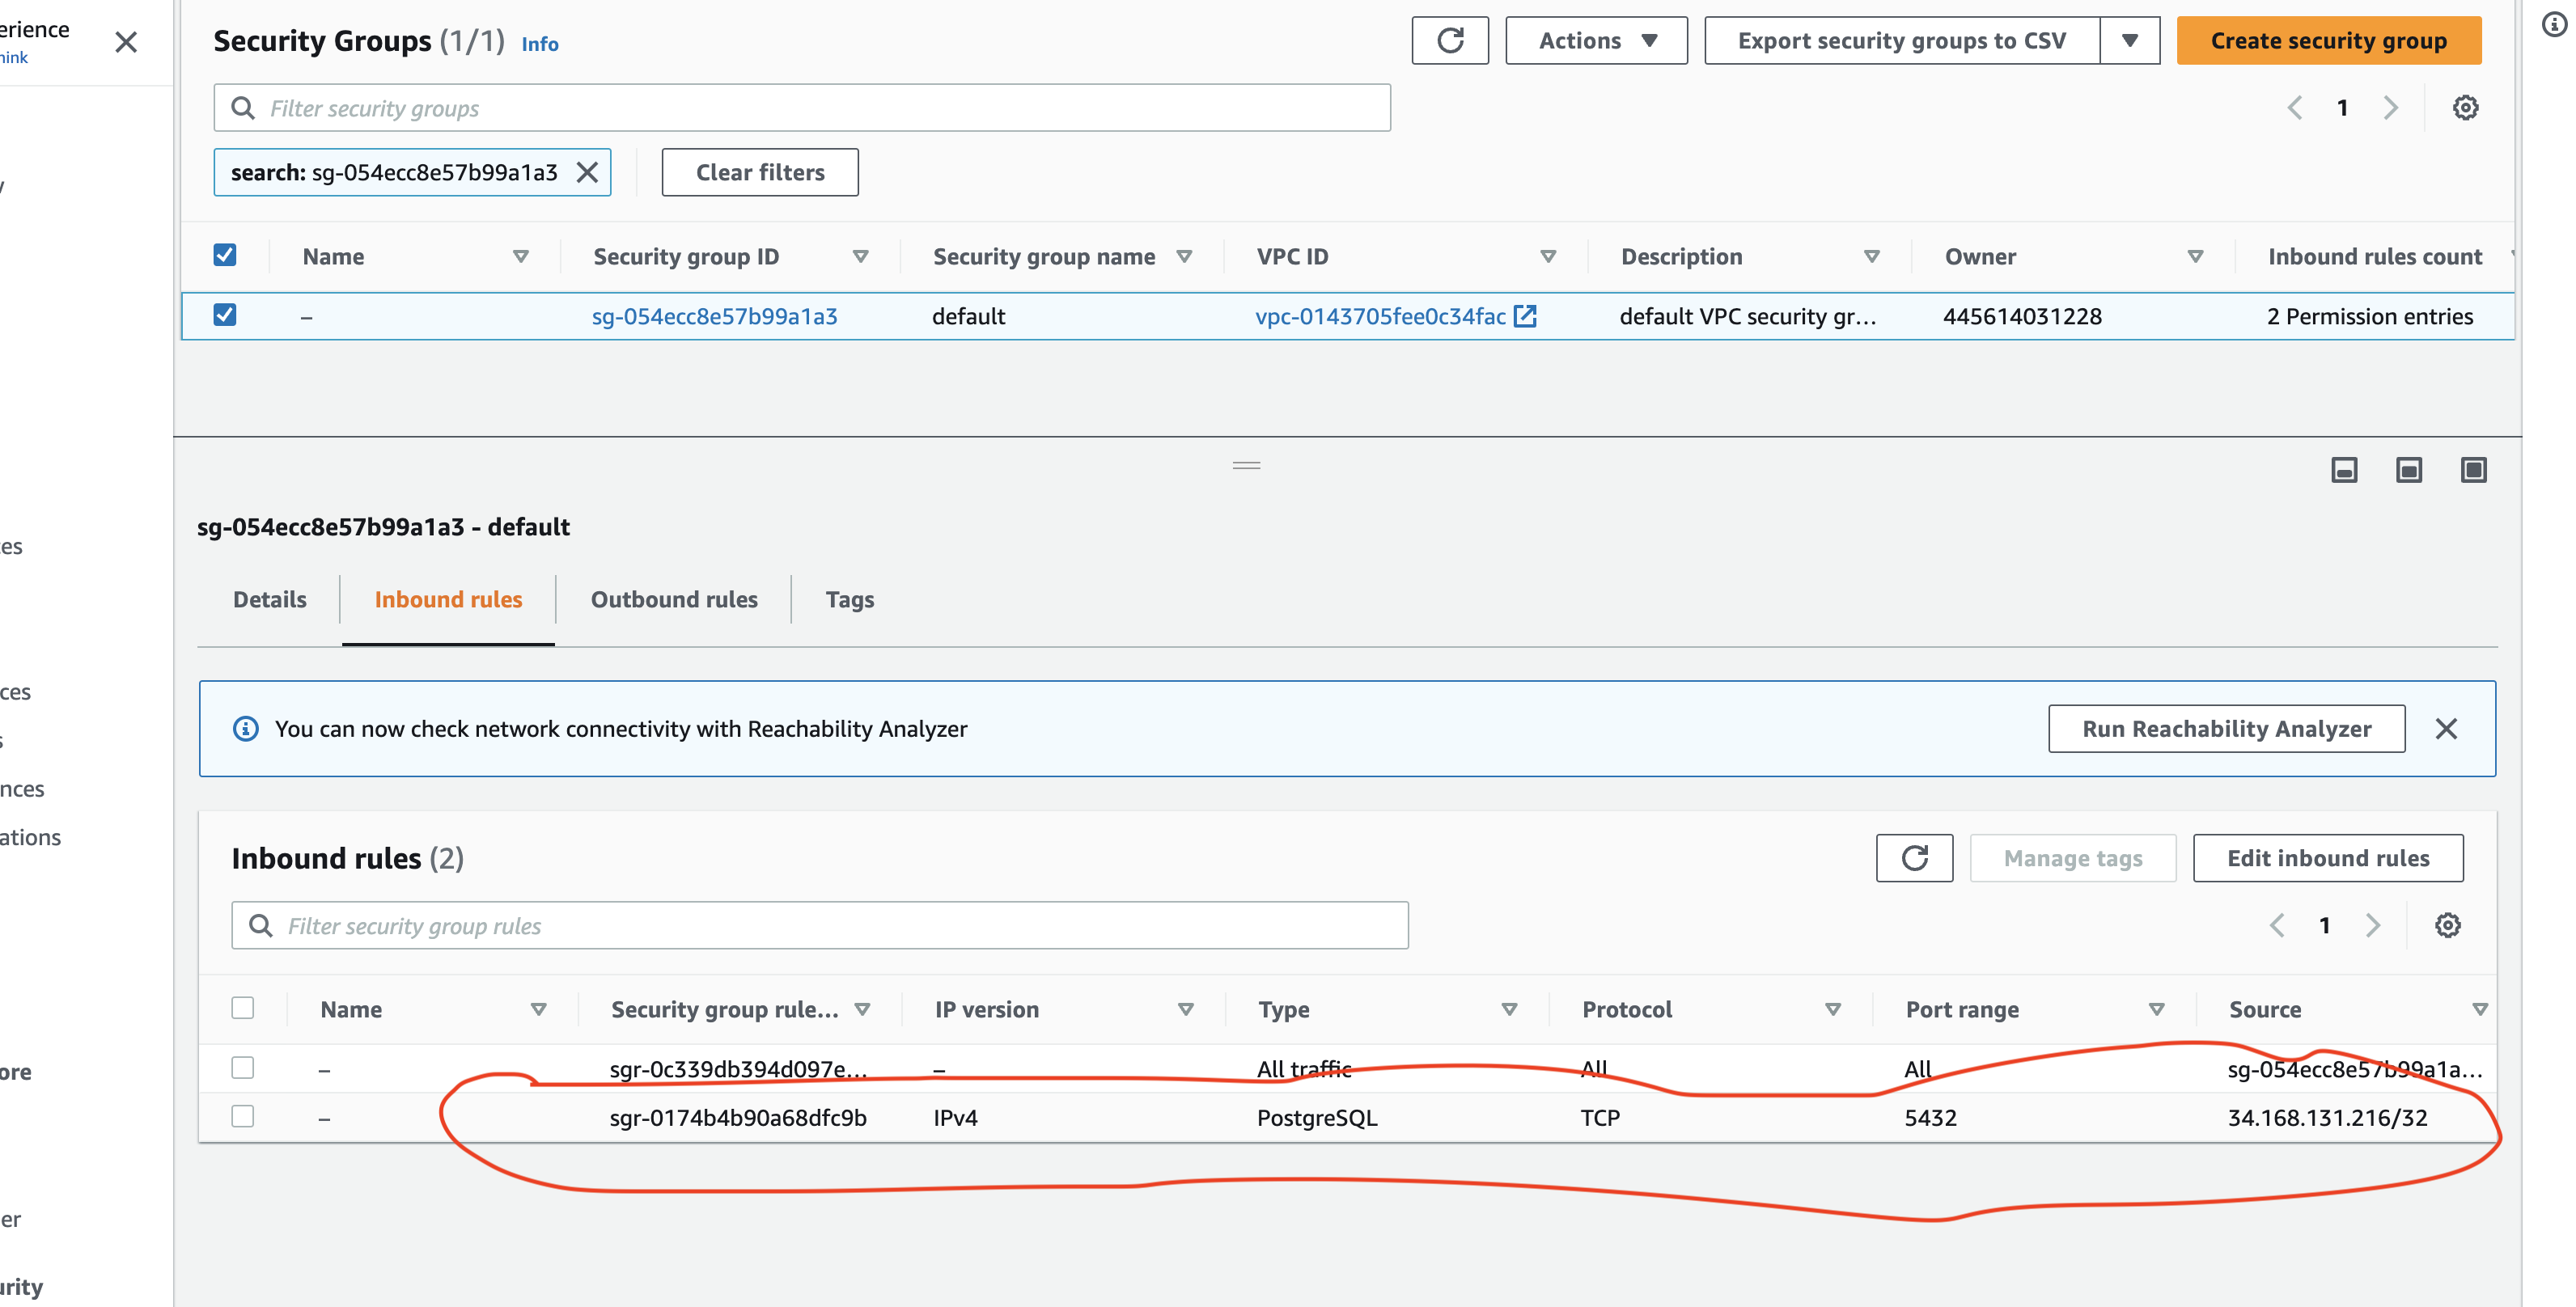 erience
hink
Security Groups (1/1) Info
Actions
Export security groups to CSV
Create security group
Filter security groups
1
search: sg-054ecc8e57b99a1a3
Clear filters
Name Security group ID Security group name VPC ID Description Owner Inbound rules count
– sg-054ecc8e57b99a1a3 default vpc-0143705fee0c34fac default VPC security gr... 445614031228 2 Permission entries
sg-054ecc8e57b99a1a3 - default
es
Details Inbound rules Outbound rules Tags
ces
s
You can now check network connectivity with Reachability Analyzer
Run Reachability Analyzer
nces
ations
Inbound rules (2)
Manage tags
Edit inbound rules
Filter security group rules
1
Name Security group rule... IP version Type Protocol Port range Source
– sgr-0c339db394d097e... – All traffic All All sg-054ecc8e57b99a1a...
ore
– sgr-0174b4b90a68dfc9b IPv4 PostgreSQL TCP 5432 34.168.131.216/32
er
urity